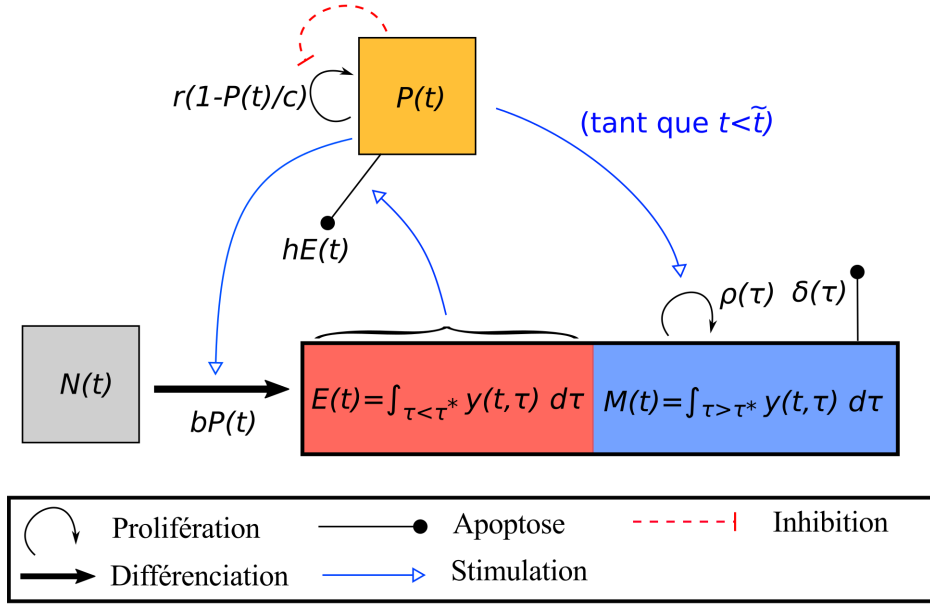 r(1-P(t)/c)
P(t)
(tant que t<t̃)
hE(t)
ρ(τ)
δ(τ)
N(t)
bP(t)
E(t)=∫τ<τ* y(t,τ) dτ
M(t)=∫τ>τ* y(t,τ) dτ
Prolifération
Apoptose
Inhibition
Différenciation
Stimulation